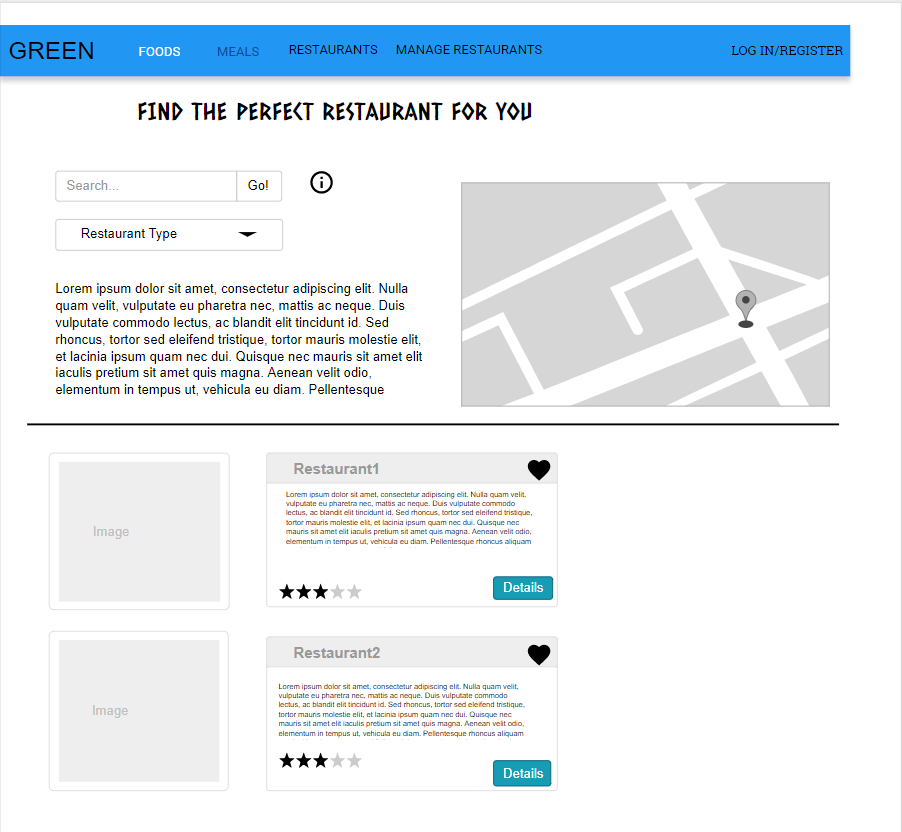 GREEN FOODS MEALS RESTAURANTS MANAGE RESTAURANTS LOG IN/REGISTER
FIND THE PERFECT RESTAURANT FOR YOU
Search... Go!
Restaurant Type
Lorem ipsum dolor sit amet, consectetur adipiscing elit. Nulla
quam velit, vulputate eu pharetra nec, mattis ac neque. Duis
vulputate commodo lectus, ac blandit elit tincidunt id. Sed
rhoncus, tortor sed eleifend tristique, tortor mauris molestie elit,
et lacinia ipsum quam nec dui. Quisque nec mauris sit amet elit
iaculis pretium sit amet quis magna. Aenean velit odio,
elementum in tempus ut, vehicula eu diam. Pellentesque
Image
Restaurant1
Lorem ipsum dolor sit amet, consectetur adipiscing elit. Nulla quam velit,
vulputate eu pharetra nec, mattis ac neque. Duis vulputate commodo
lectus, ac blandit elit tincidunt id. Sed rhoncus, tortor sed eleifend tristique,
tortor mauris molestie elit, et lacinia ipsum quam nec dui. Quisque nec
mauris sit amet elit iaculis pretium sit amet quis magna. Aenean velit odio,
elementum in tempus ut, vehicula eu diam. Pellentesque rhoncus aliquam
Details
Image
Restaurant2
Lorem ipsum dolor sit amet, consectetur adipiscing elit. Nulla quam velit,
vulputate eu pharetra nec, mattis ac neque. Duis vulputate commodo
lectus, ac blandit elit tincidunt id. Sed rhoncus, tortor sed eleifend tristique,
tortor mauris molestie elit, et lacinia ipsum quam nec dui. Quisque nec
mauris sit amet elit iaculis pretium sit amet quis magna. Aenean velit odio,
elementum in tempus ut, vehicula eu diam. Pellentesque rhoncus aliquam
Details